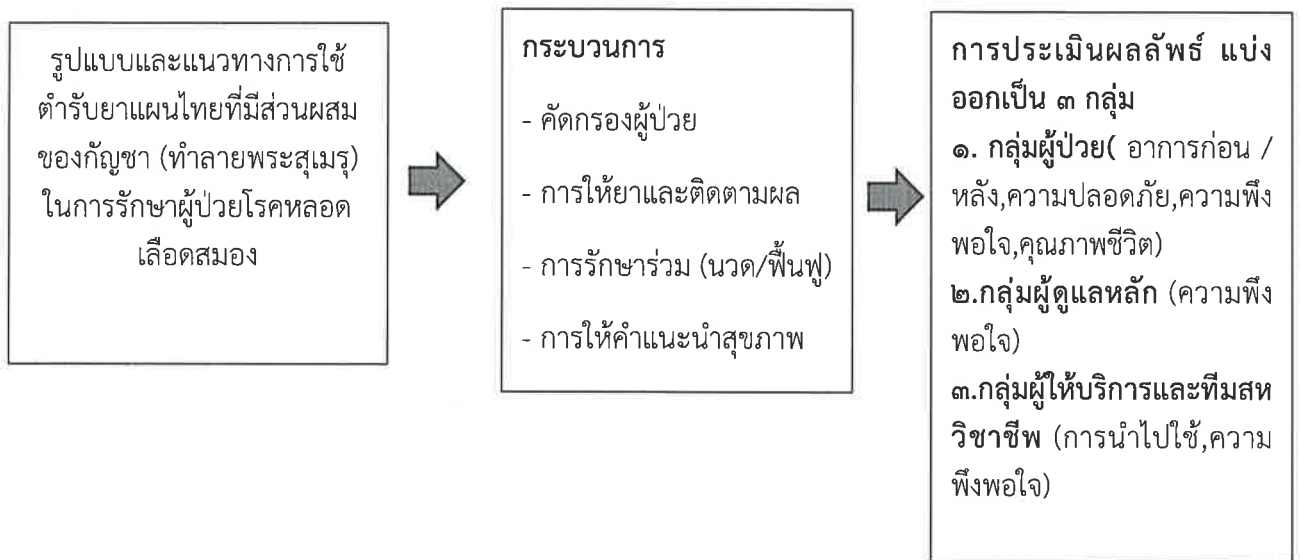 รูปแบบและแนวทางการใช้
ตำรับยาแผนไทยที่มีส่วนผสม
ของกัญชา (ทำลายพระสุเมรุ)
ในการรักษาผู้ป่วยโรคหลอด
เลือดสมอง
กระบวนการ
- คัดกรองผู้ป่วย
- การให้ยาและติดตามผล
- การรักษาร่วม (นวด/ฟื้นฟู)
- การให้คำแนะนำสุขภาพ
การประเมินผลลัพธ์ แบ่ง
ออกเป็น ๓ กลุ่ม
๑. กลุ่มผู้ป่วย( อาการก่อน /
หลัง,ความปลอดภัย,ความพึง
พอใจ,คุณภาพชีวิต)
๒.กลุ่มผู้ดูแลหลัก (ความพึง
พอใจ)
๓.กลุ่มผู้ให้บริการและทีมสห
วิชาชีพ (การนำไปใช้,ความ
พึงพอใจ)